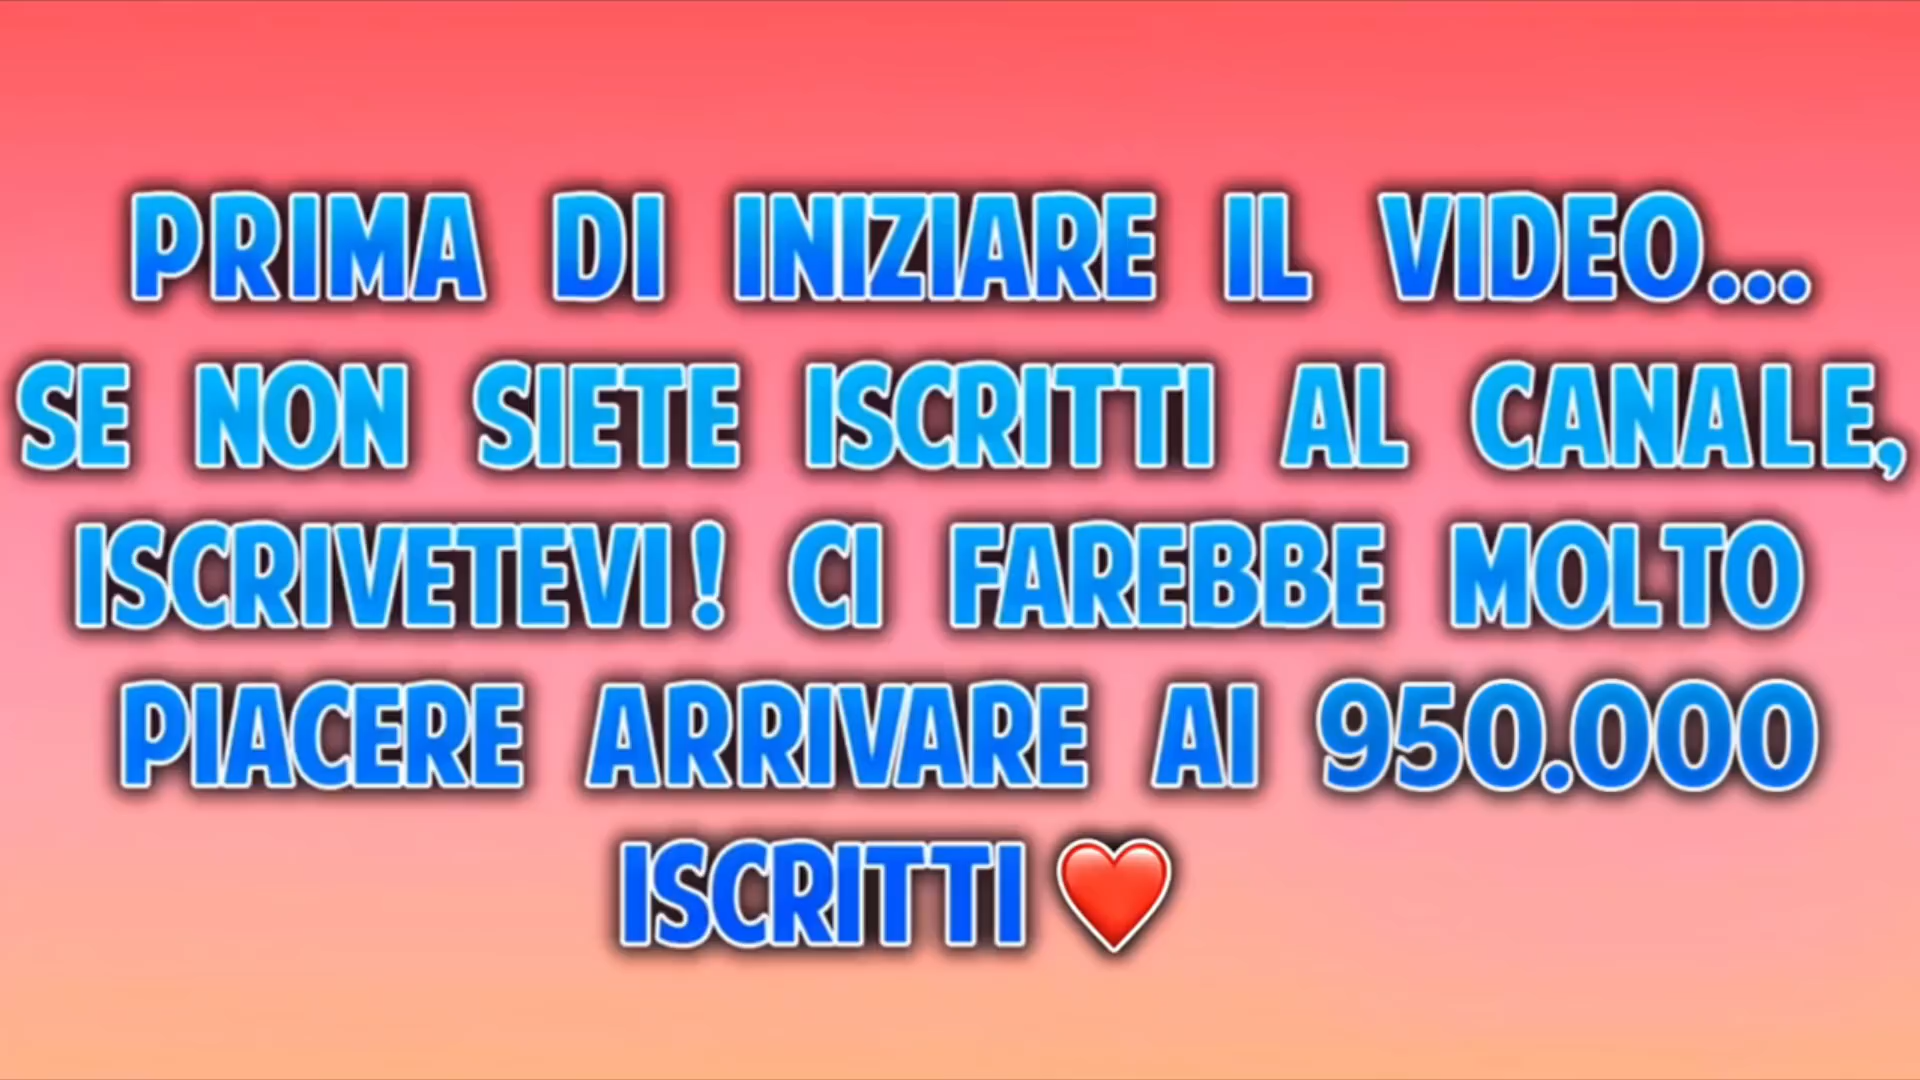 PRIMA DI INIZIARE IL VIDEO...
SE NON SIETE ISCRITTI AL CANALE,
ISCRIVETEVI! CI FAREBBE MOLTO
PIACERE ARRIVARE AI 950.000
ISCRITTI ❤️